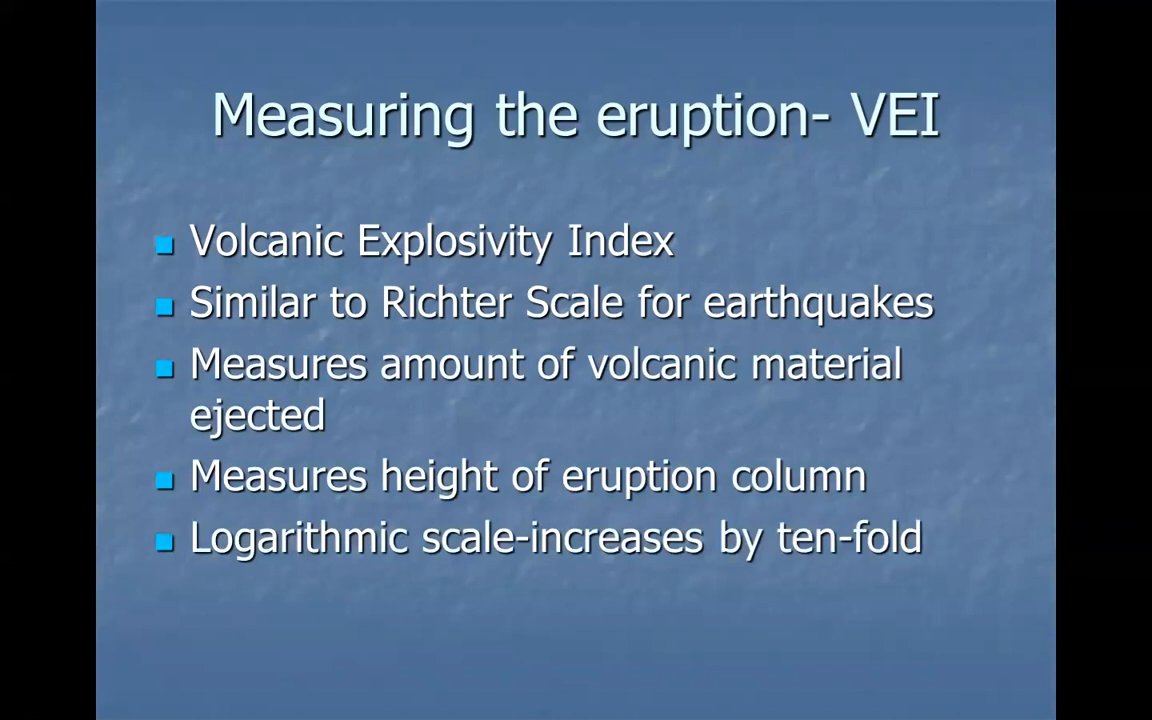 Measuring the eruption- VEI
Volcanic Explosivity Index
Similar to Richter Scale for earthquakes
Measures amount of volcanic material
ejected
Measures height of eruption column
Logarithmic scale-increases by ten-fold